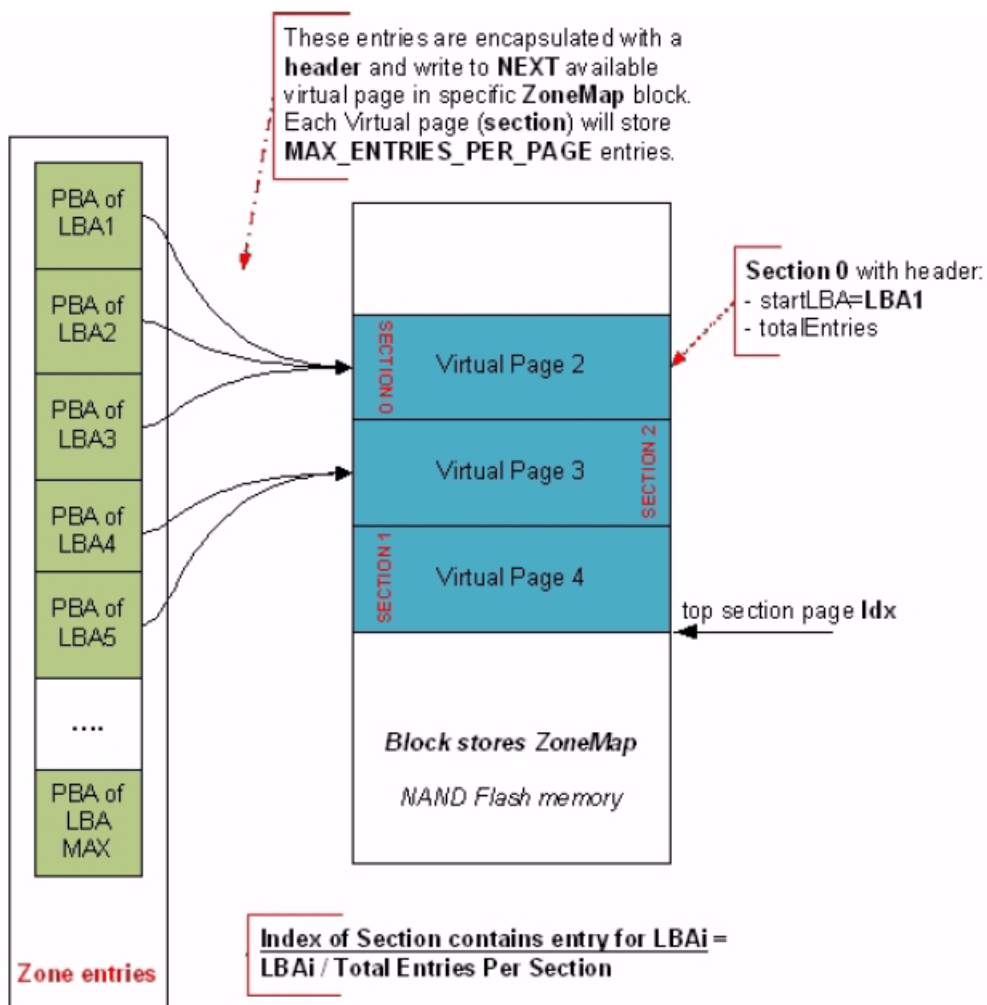 These entries are encapsulated with a
header and write to NEXT available
virtual page in specific ZoneMap block.
Each Virtual page (section) will store
MAX_ENTRIES_PER_PAGE entries.
PBA of
LBA1
PBA of
LBA2
PBA of
LBA3
PBA of
LBA4
PBA of
LBA5
....
PBA of
LBA
MAX
Zone entries
Section 0 with header:
- startLBA=LBA1
- totalEntries
SECTION 0
Virtual Page 2
Virtual Page 3
SECTION 2
SECTION 1
Virtual Page 4
top section page Idx
Block stores ZoneMap
NAND Flash memory
Index of Section contains entry for LBAi =
LBAi / Total Entries Per Section